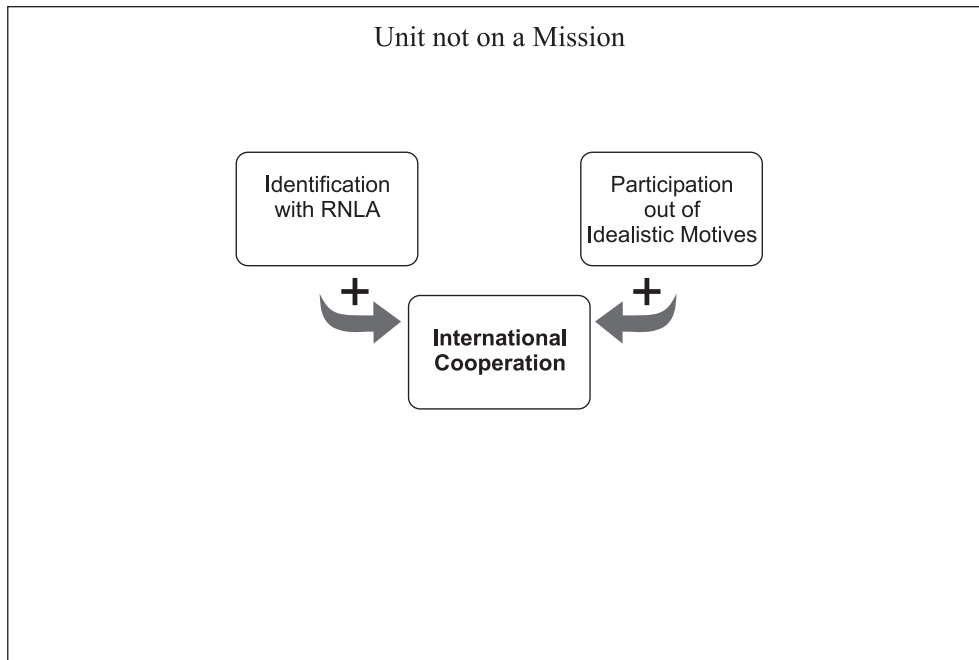 Unit not on a Mission
Identification
with RNLA
Participation
out of
Idealistic Motives
+
+
International
Cooperation